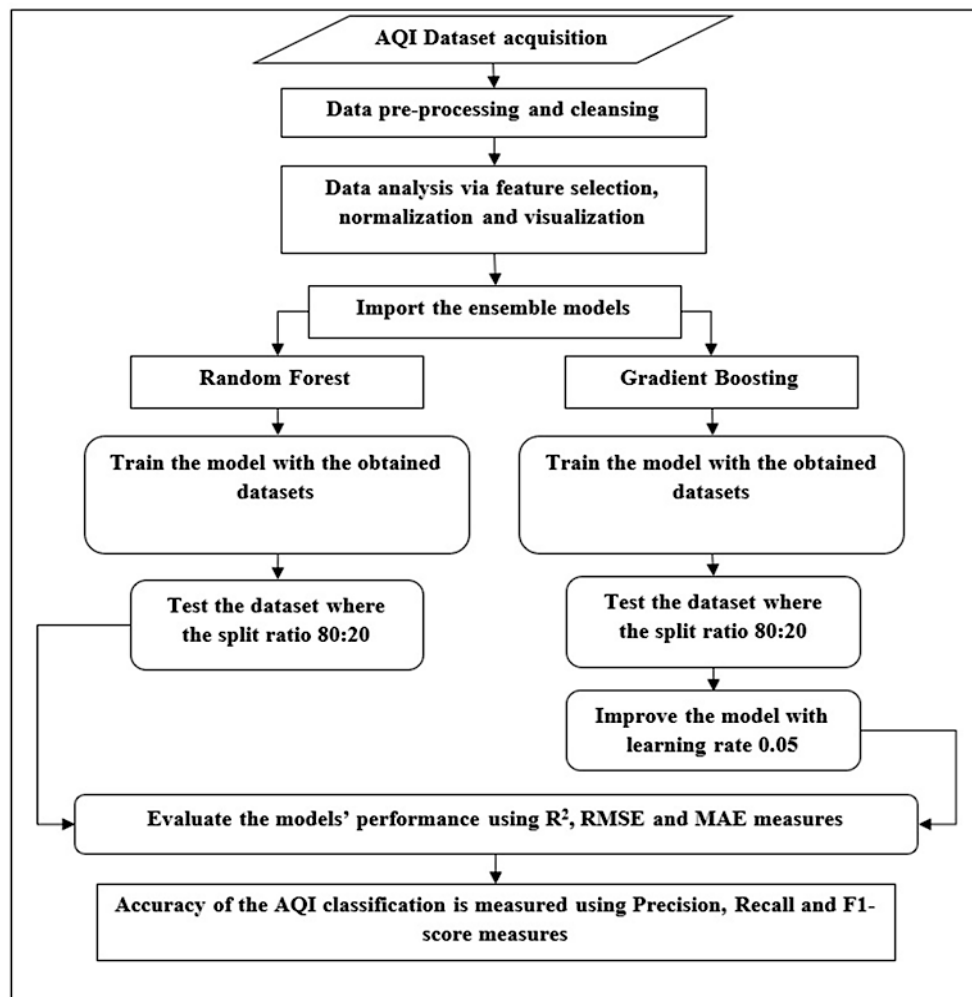 AQI Dataset acquisition
Data pre-processing and cleansing
Data analysis via feature selection,
normalization and visualization
Import the ensemble models
Random Forest
Gradient Boosting
Train the model with the obtained
datasets
Train the model with the obtained
datasets
Test the dataset where
the split ratio 80:20
Test the dataset where
the split ratio 80:20
Improve the model with
learning rate 0.05
Evaluate the models’ performance using R², RMSE and MAE measures
Accuracy of the AQI classification is measured using Precision, Recall and F1-
score measures